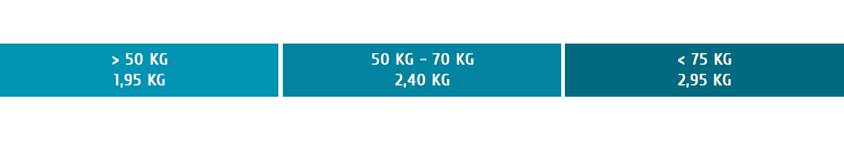 > 50 KG
1,95 KG
50 KG - 70 KG
2,40 KG
< 75 KG
2,95 KG